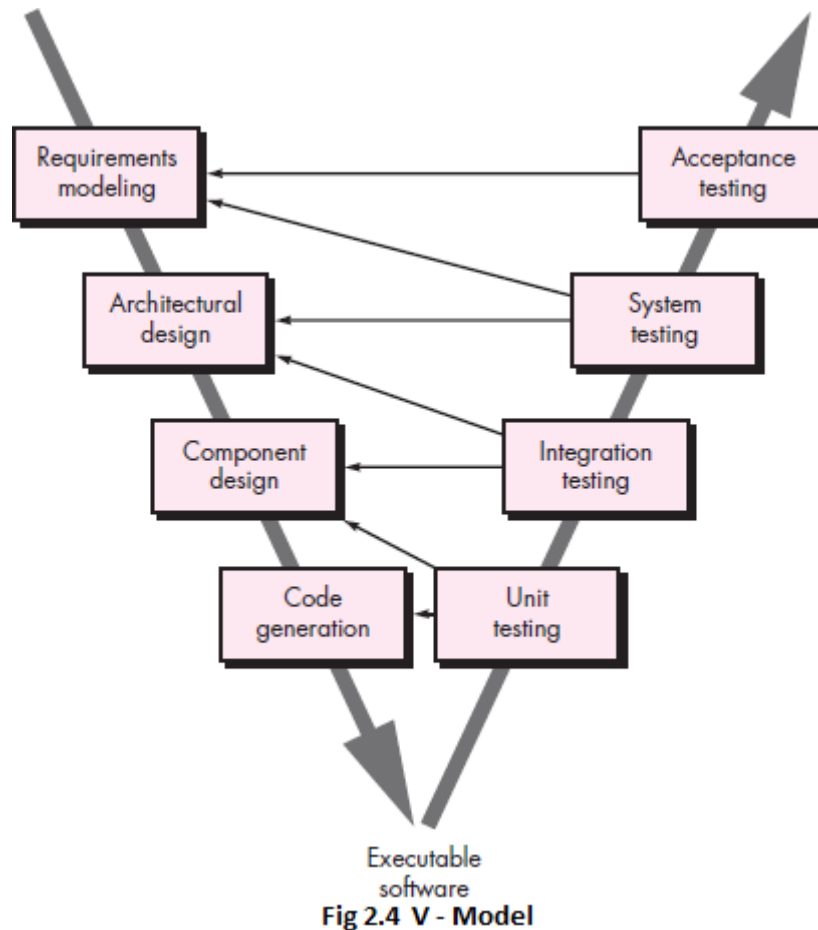 Requirements
modeling
Acceptance
testing
Architectural
design
System
testing
Component
design
Integration
testing
Code
generation
Unit
testing
Executable
software
Fig 2.4 V - Model